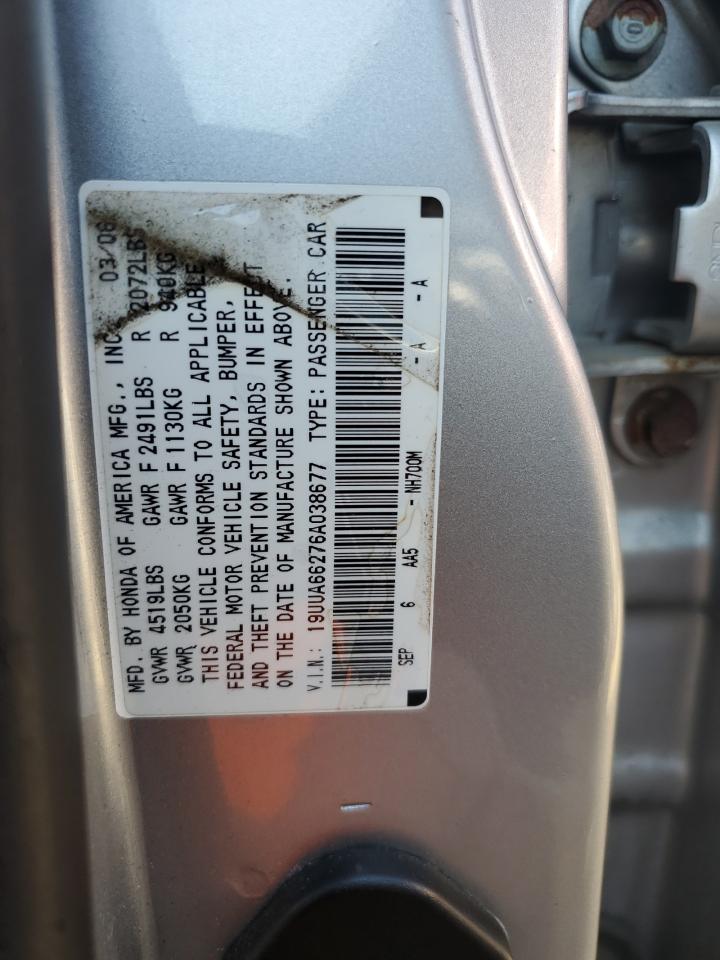 MFD. BY HONDA OF AMERICA MFG., INC. 03/06
GVWR 4519LBS GAWR F 2491LBS R 2072LBS
GVWR 2050KG GAWR F 1130KG R 940KG
THIS VEHICLE CONFORMS TO ALL APPLICABLE
FEDERAL MOTOR VEHICLE SAFETY, BUMPER,
AND THEFT PREVENTION STANDARDS IN EFFECT
ON THE DATE OF MANUFACTURE SHOWN ABOVE.
V.I.N.: 19UUA66276A038677 TYPE: PASSENGER CAR
SEP 6 AA5 - NH700M - A - A